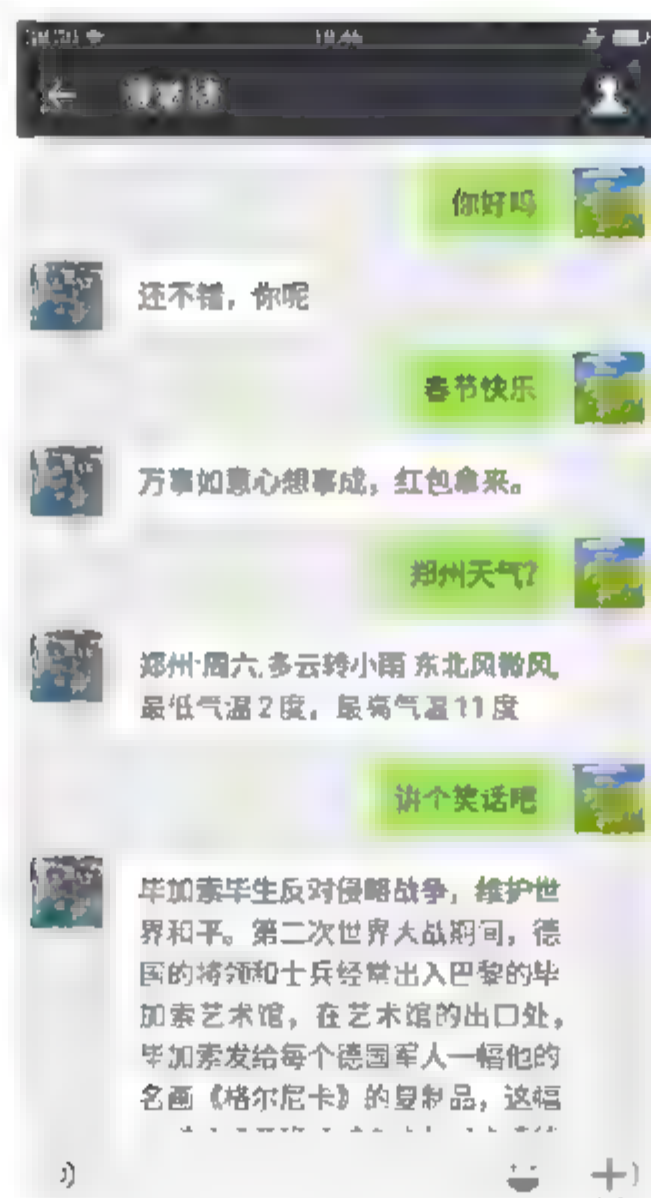 你好吗
还不错，你呢
春节快乐
万事如意心想事成，红包拿来。
郑州天气?
郑州·周六,多云转小雨 东北风微风,
最低气温2度，最高气温11度
讲个笑话吧
毕加索毕生反对侵略战争，维护世
界和平。第二次世界大战期间，德
国的将领和士兵经常出入巴黎的毕
加索艺术馆，在艺术馆的出口处，
毕加索发给每个德国军人一幅他的
名画《格尔尼卡》的复制品，这幅